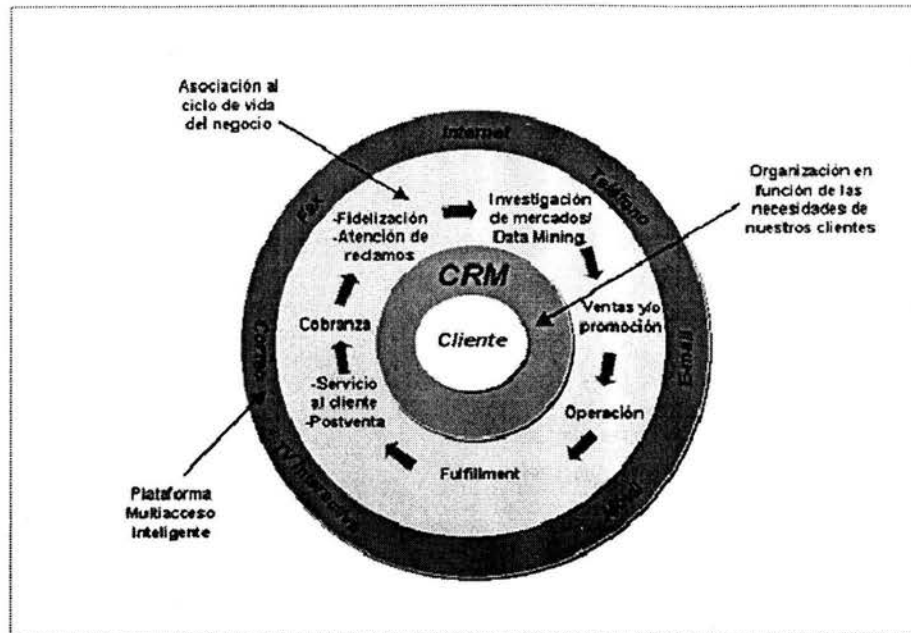 Asociación al
ciclo de vida
del negocio
Organización en
función de las
necesidades de
nuestros clientes
Plataforma
Multiacceso
Inteligente
Internet
Teléfono
E-mail
TV Interactiva
Correo
Fax
Investigación
de mercados/
Data Mining
Ventas y/o
promoción
Operación
Fulfillment
-Servicio
al cliente
-Postventa
Cobranza
-Fidelización
-Atención de
reclamos
CRM
Cliente